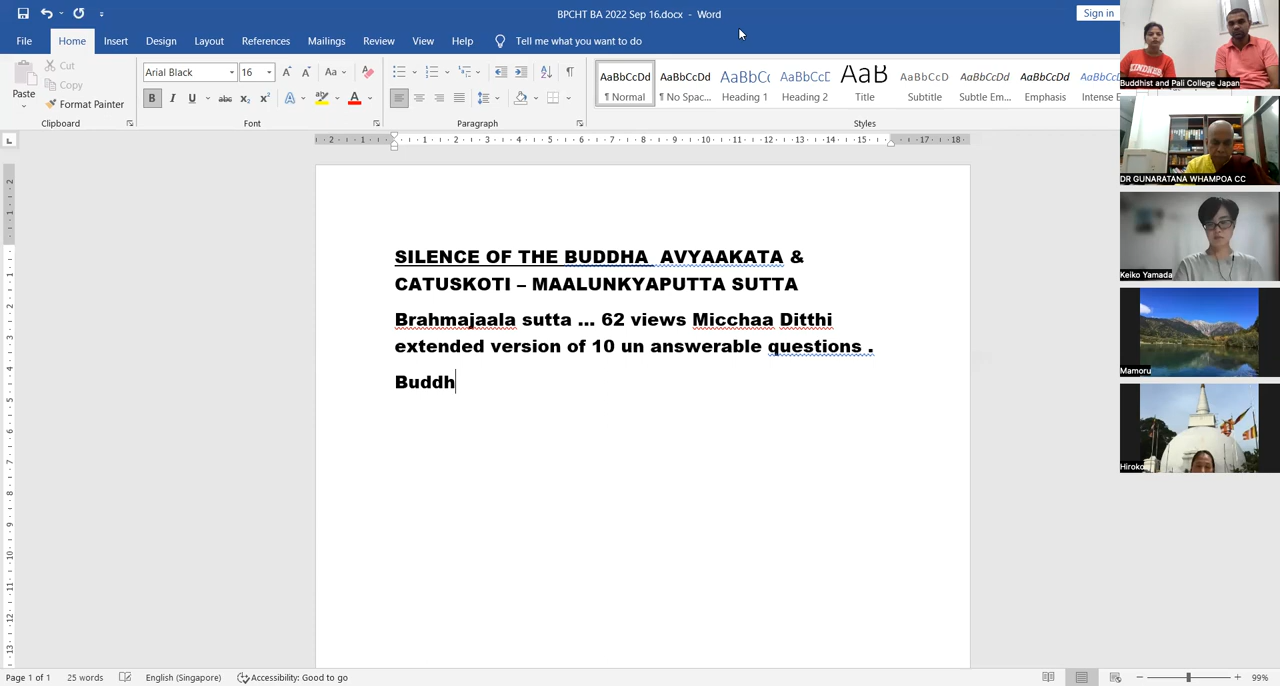 BPCHT BA 2022 Sep 16.docx - Word
Sign in
File Home Insert Design Layout References Mailings Review View Help Tell me what you want to do
Paste
Cut
Copy
Format Painter
Clipboard
Arial Black 16
Font
Paragraph
AaBbCcDd AaBbCcDd AaBbCc AaBbCcD AaB AaBbCcDd AaBbCcDd AaBbCcDd
¶ Normal ¶ No Spac... Heading 1 Heading 2 Title Subtitle Subtle Em... Emphasis Intense E
Styles
SILENCE OF THE BUDDHA AVYAAKATA &
CATUSKOTI – MAALUNKYAPUTTA SUTTA
Brahmajaala sutta ... 62 views Micchaa Ditthi
extended version of 10 un answerable questions .
Buddh
Buddhist and Pali College Japan
KINDNES
DR GUNARATANA WHAMPOA CC
Keiko Yamada
Mamoru
Hiroko
Page 1 of 1 25 words English (Singapore) Accessibility: Good to go 99%